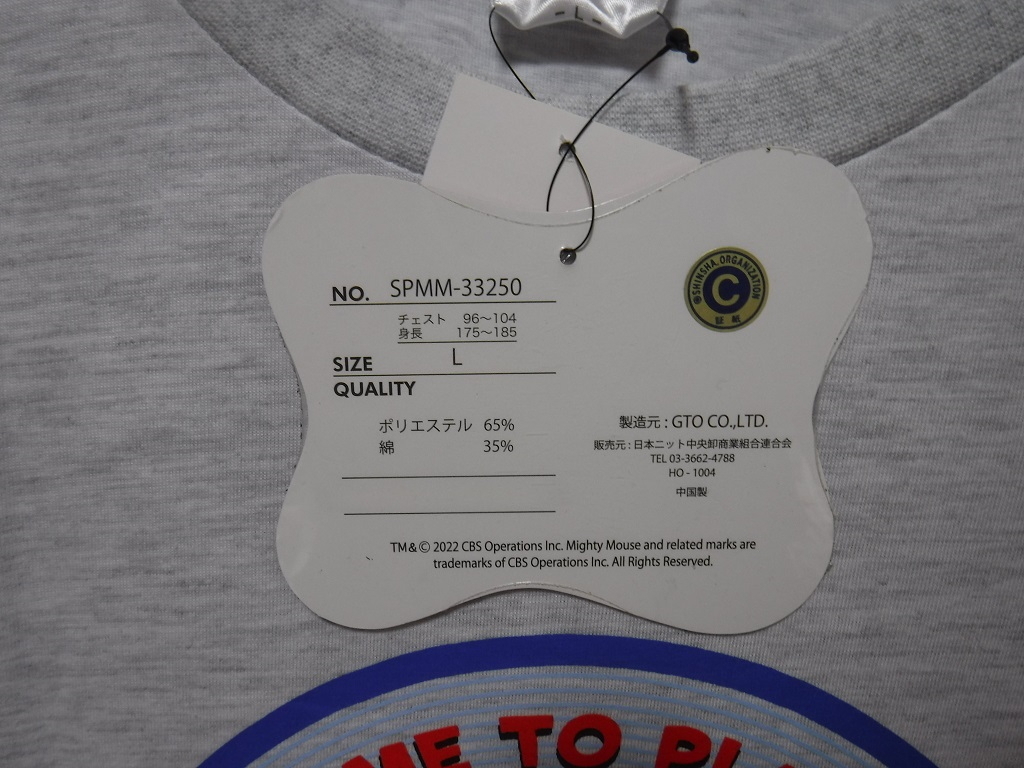 - L -
NO. SPMM-33250
チェスト 96～104
身長 175～185
SIZE L
QUALITY
ポリエステル 65%
綿 35%
SHINSHA. ORGANIZATION
C
証紙
製造元 : GTO CO.,LTD.
販売元 : 日本ニット中央卸商業組合連合会
TEL 03-3662-4788
HO - 1004
中国製
TM & © 2022 CBS Operations Inc. Mighty Mouse and related marks are
trademarks of CBS Operations Inc. All Rights Reserved.
ME TO PLA